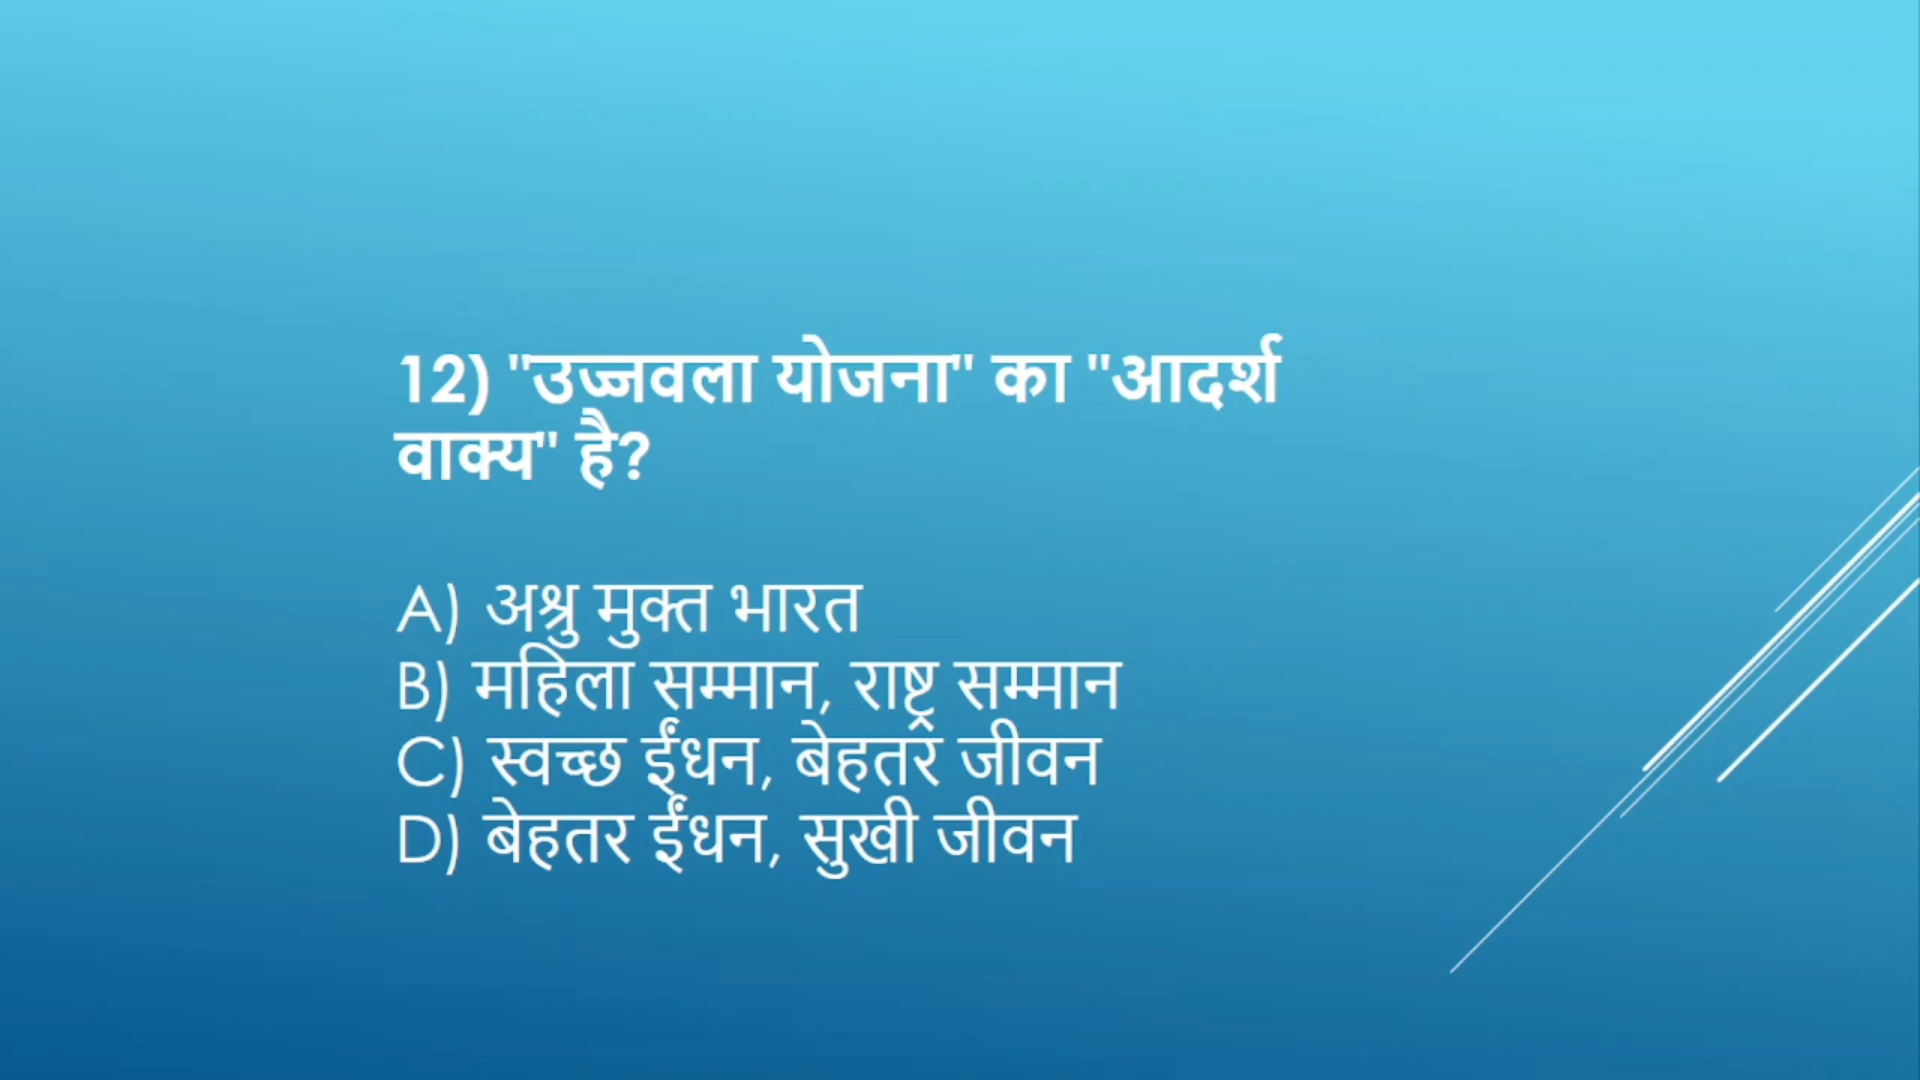 12) "उज्जवला योजना" का "आदर्श
वाक्य" है?
A) अश्रु मुक्त भारत
B) महिला सम्मान, राष्ट्र सम्मान
C) स्वच्छ ईंधन, बेहतर जीवन
D) बेहतर ईंधन, सुखी जीवन